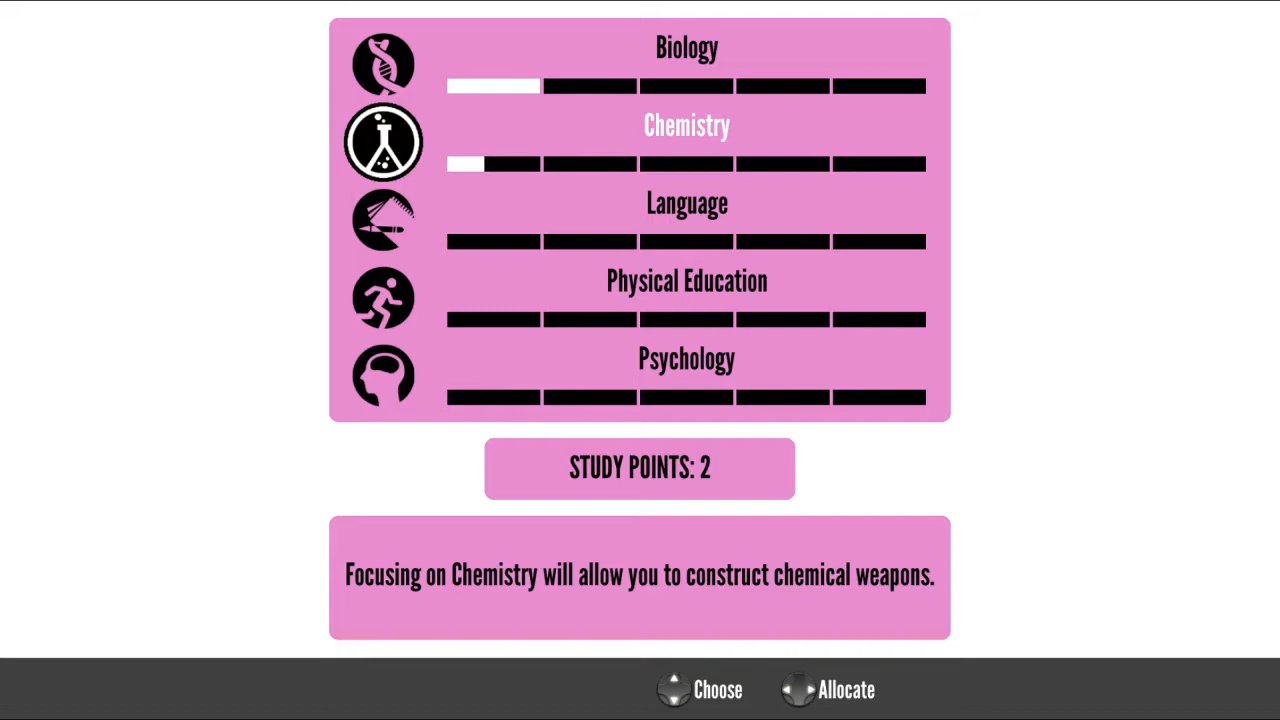 Biology
Chemistry
Language
Physical Education
Psychology
STUDY POINTS: 2
Focusing on Chemistry will allow you to construct chemical weapons.
Choose
Allocate